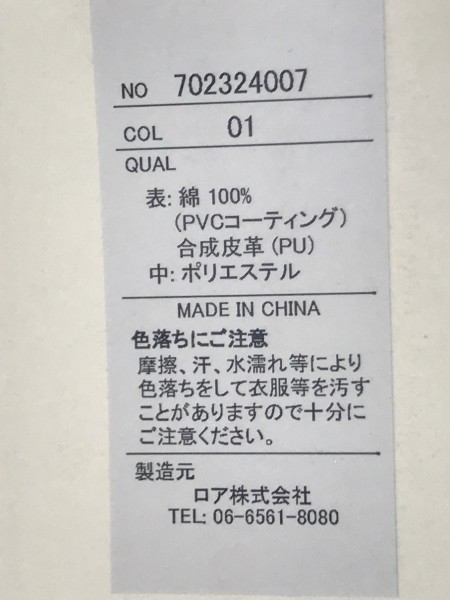 NO 702324007
COL 01
QUAL
表: 綿 100%
(PVCコーティング)
合成皮革 (PU)
中: ポリエステル
MADE IN CHINA
色落ちにご注意
摩擦、汗、水濡れ等により
色落ちをして衣服等を汚す
ことがありますので十分に
ご注意ください。
製造元
ロア株式会社
TEL: 06-6561-8080